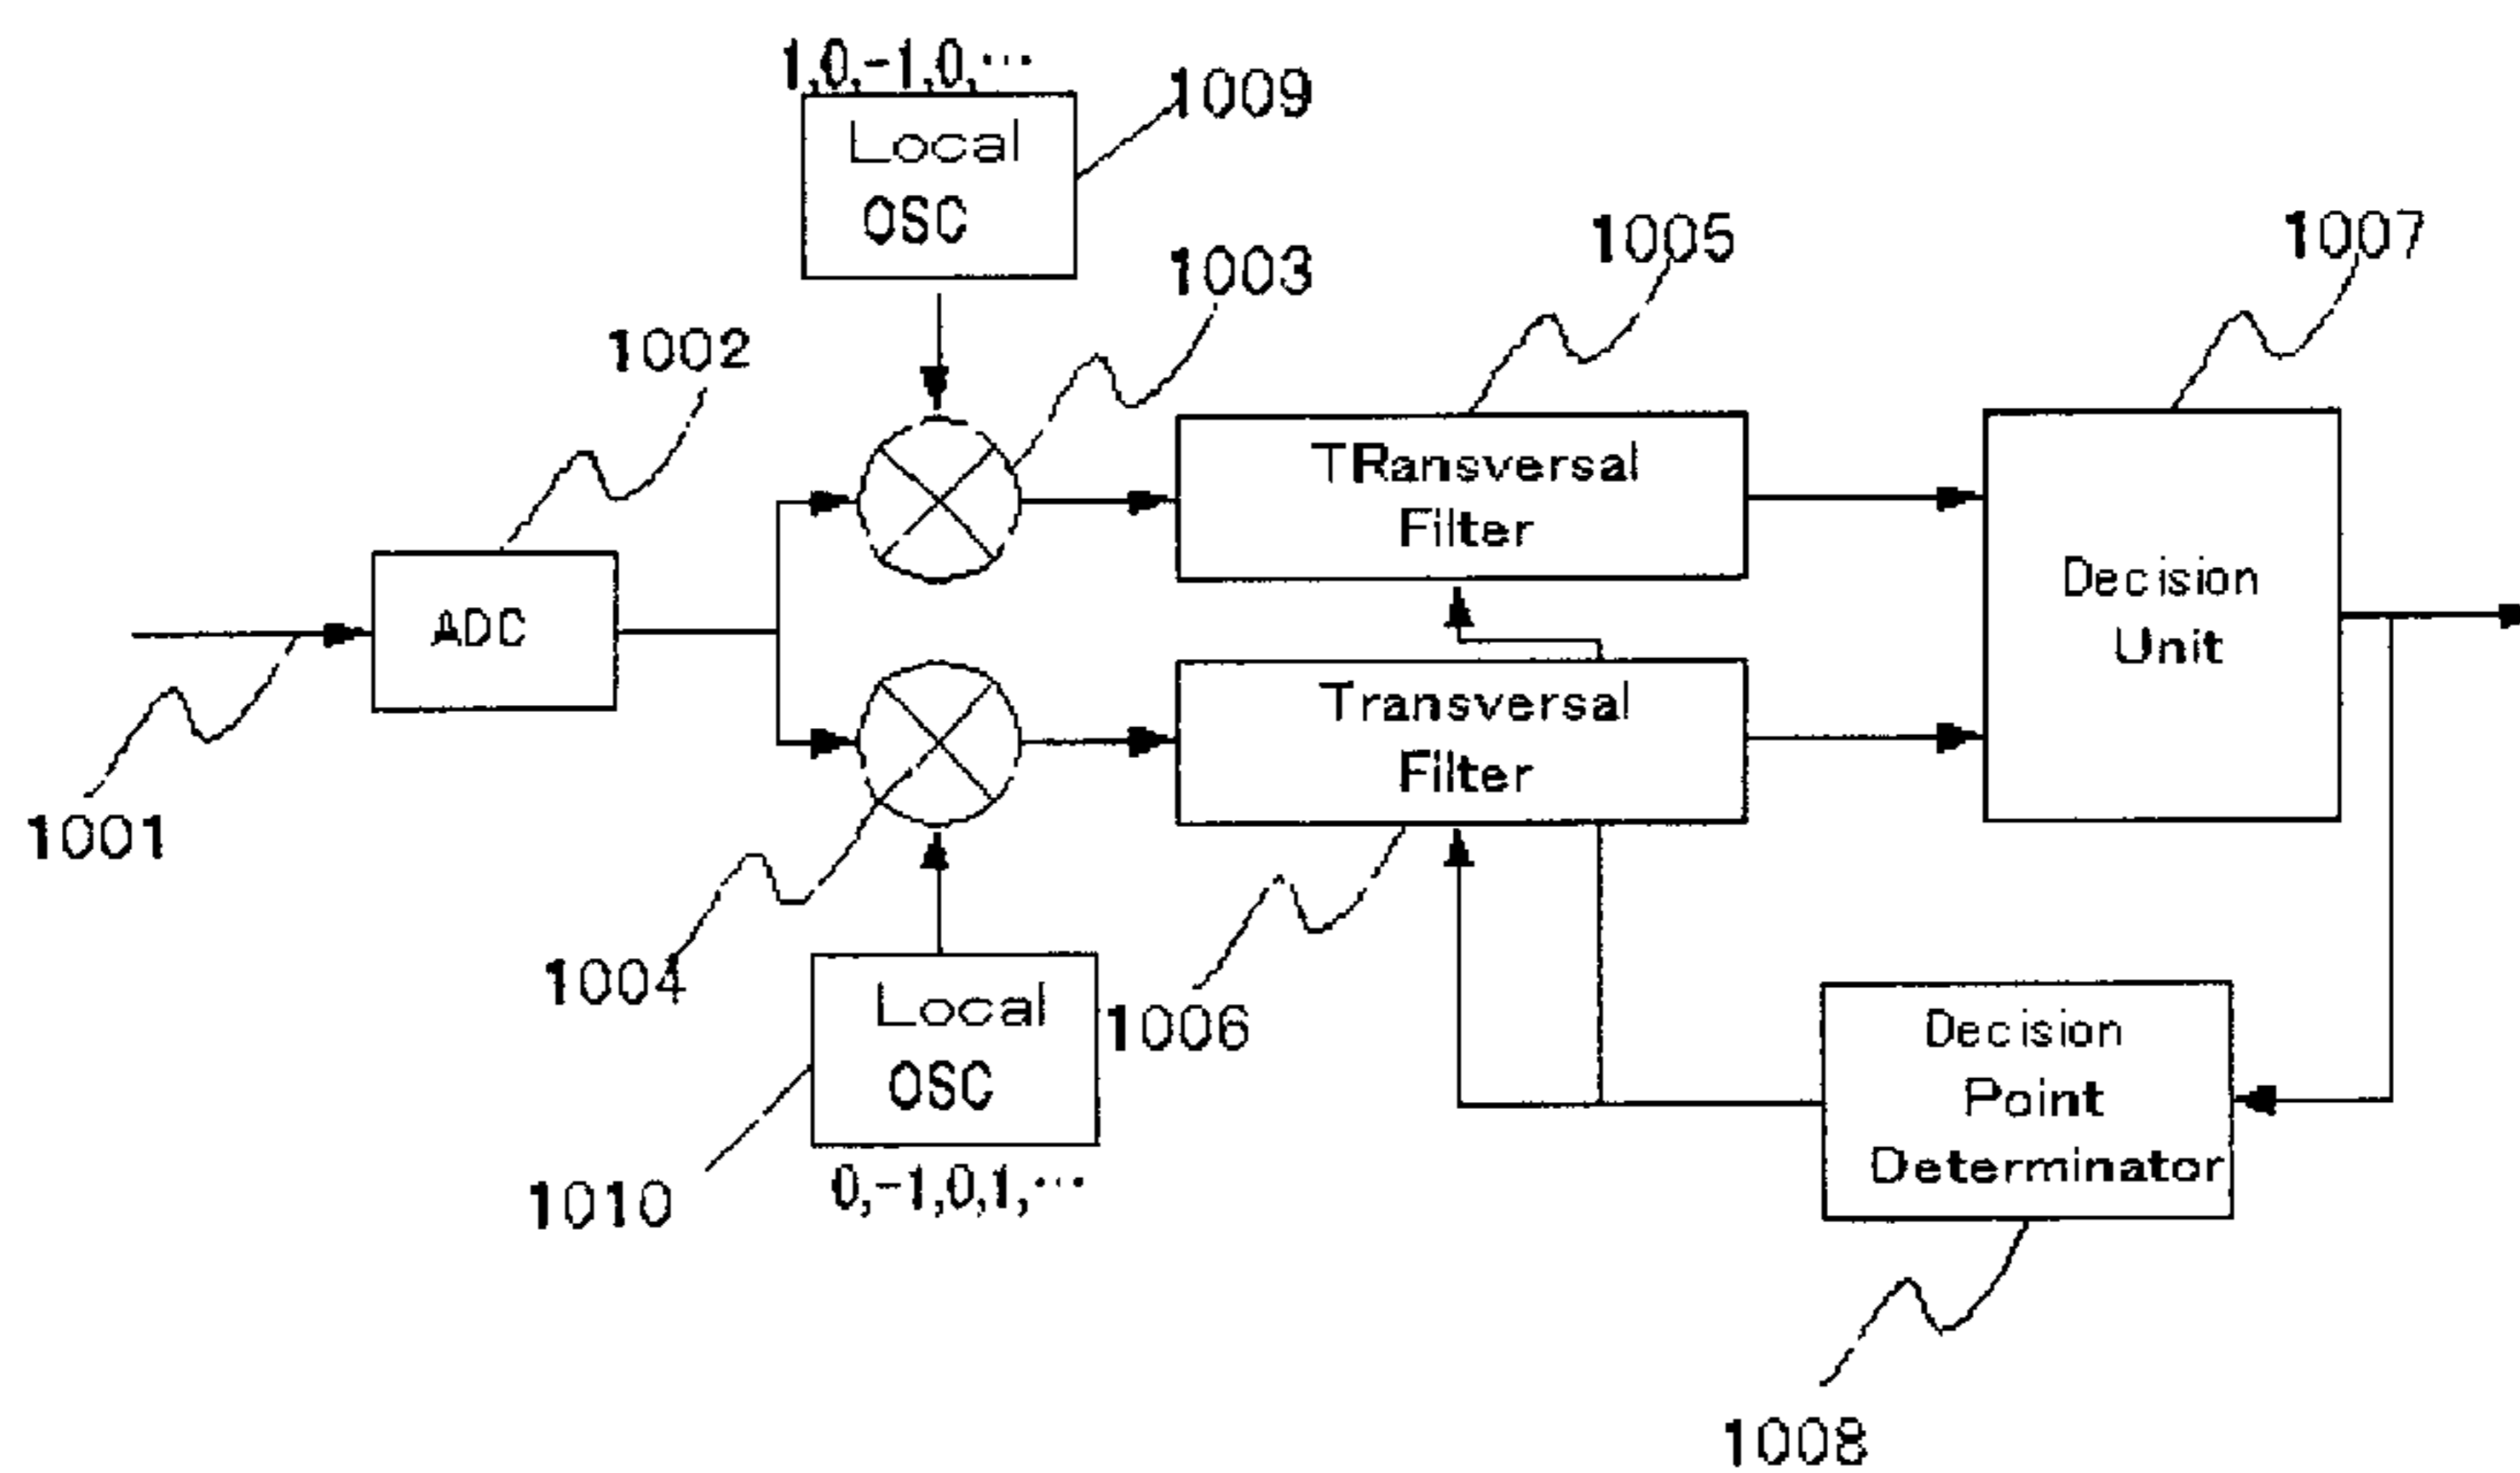 1,0,-1,0,…
Local
OSC
1009
1003
1005
1007
1002
TRansversal
Filter
Decision
Unit
ADC
Transversal
Filter
1001
1004
Local
OSC
1006
Decision
Point
Determinator
1010
0,-1,0,1,…
1008